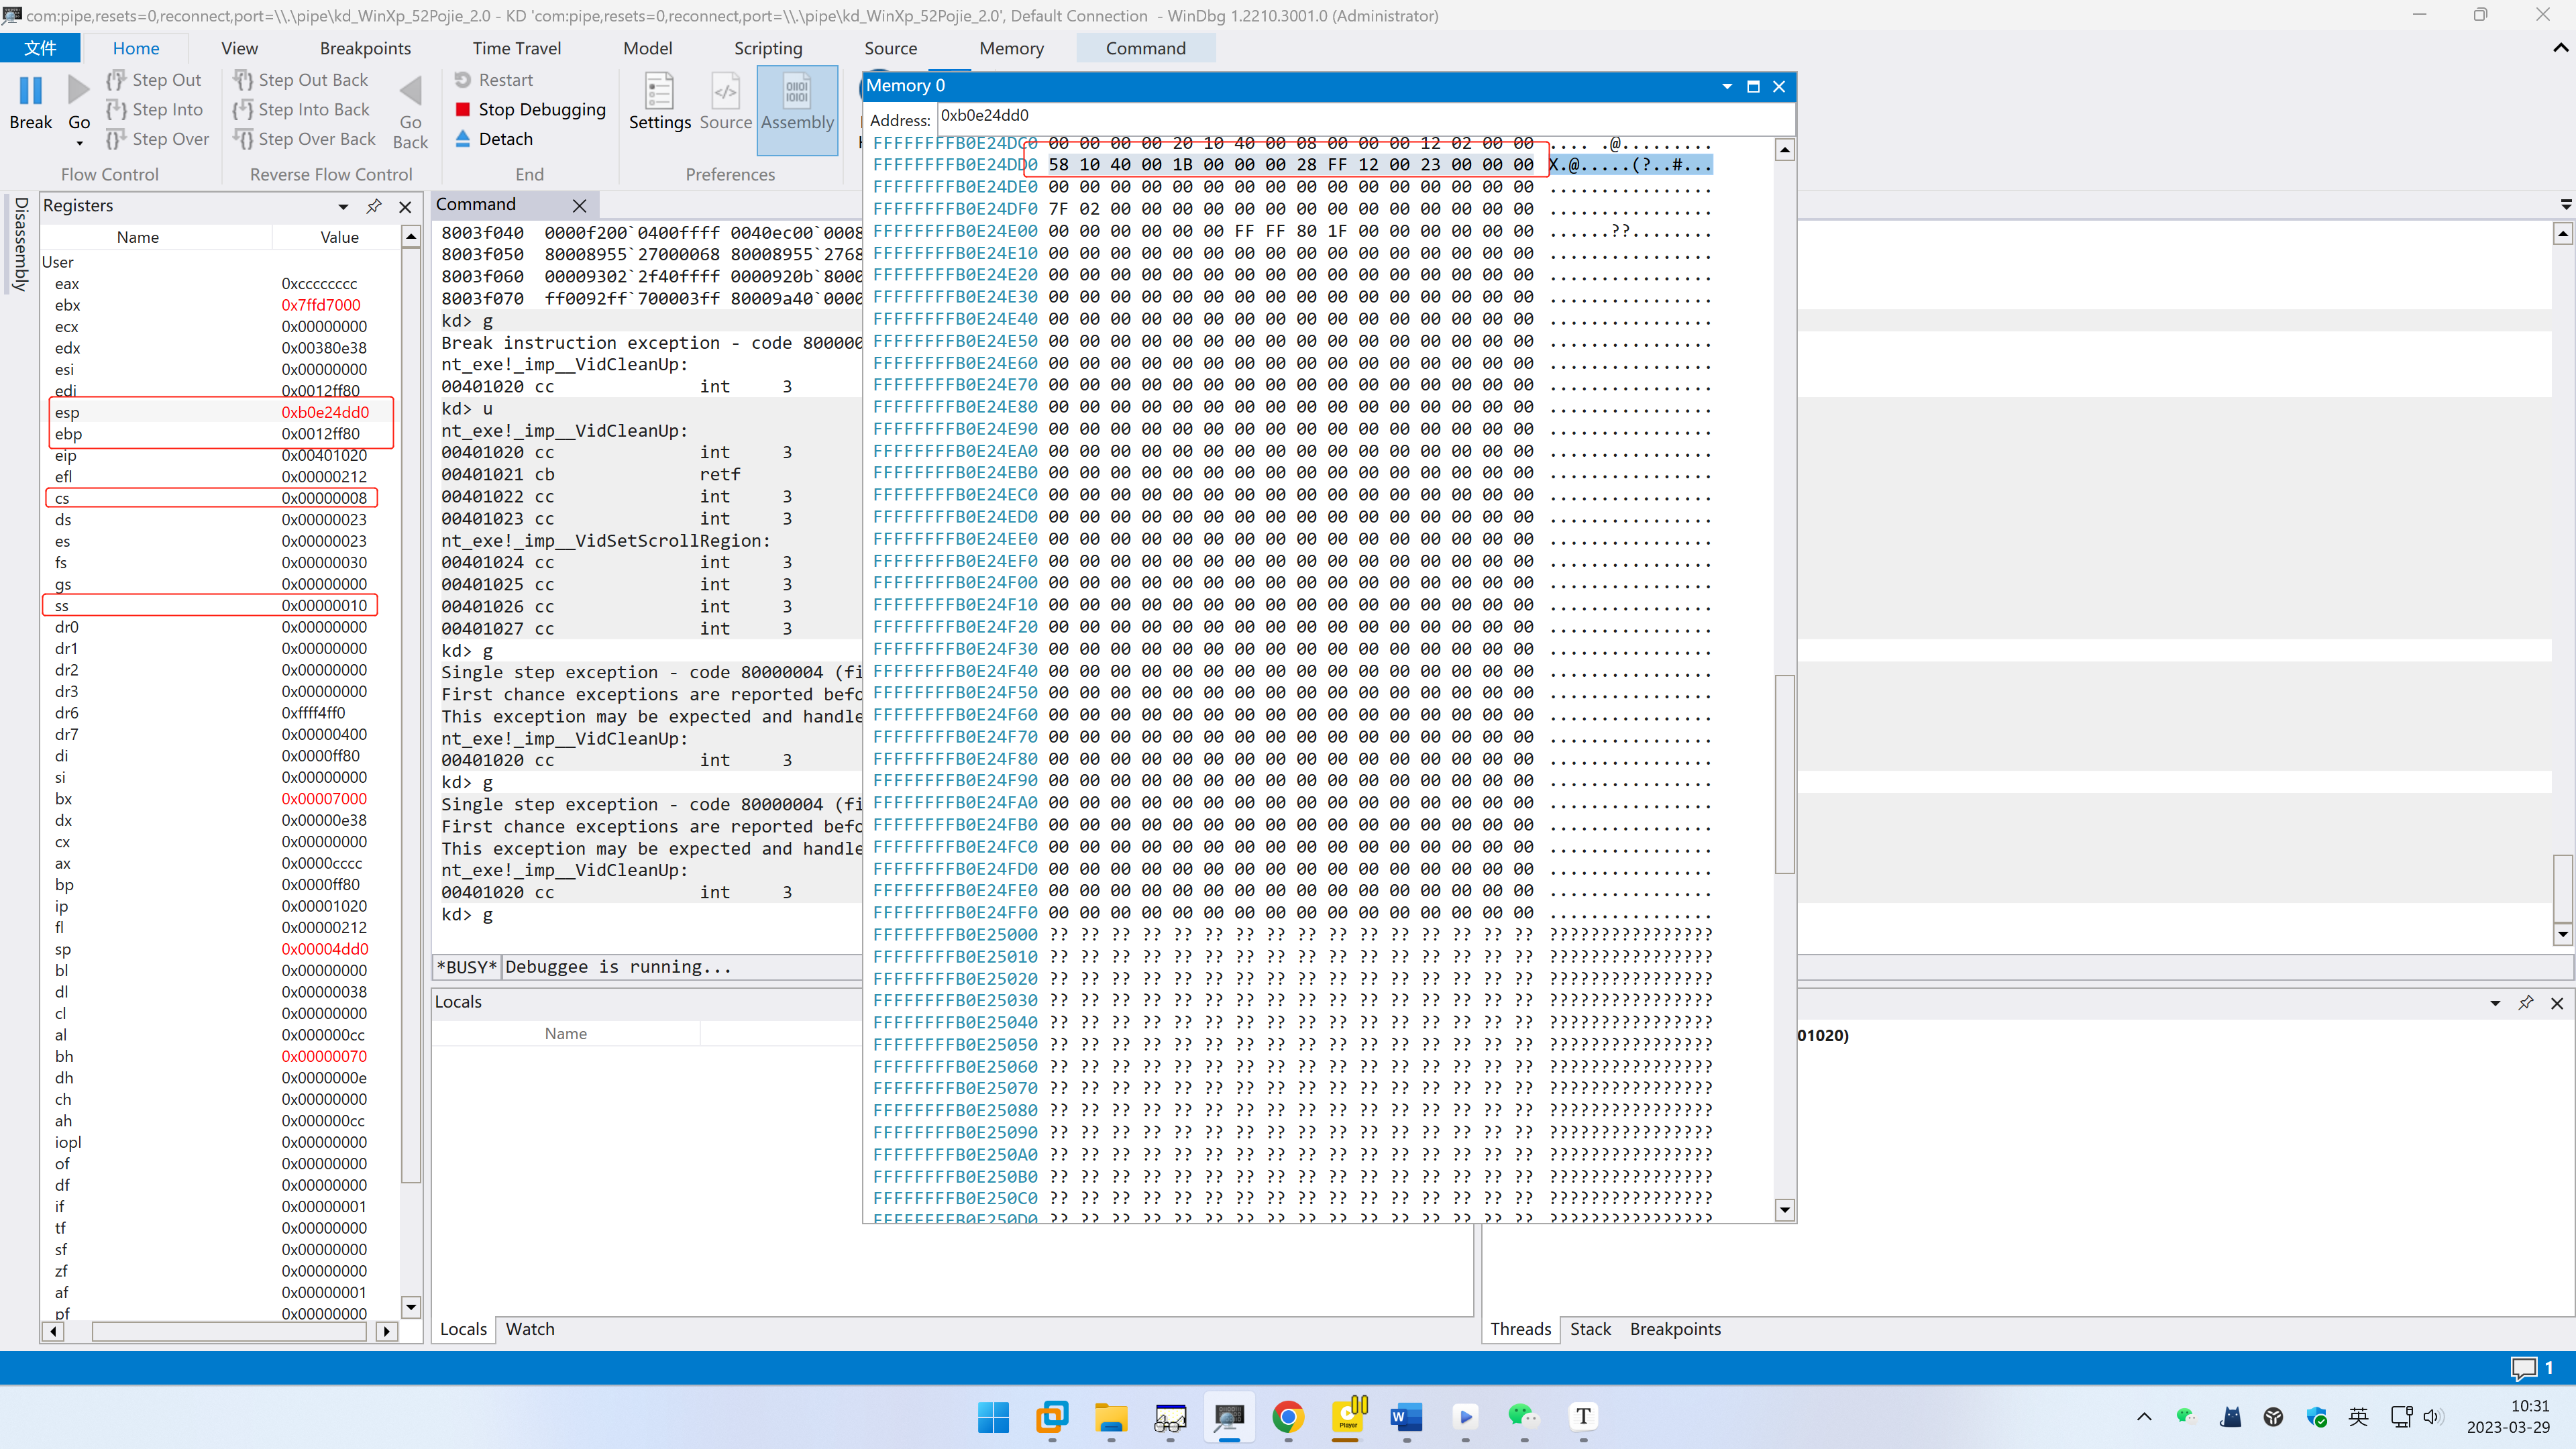 com:pipe,resets=0,reconnect,port=\\.\pipe\kd_WinXp_52Pojie_2.0 - KD 'com:pipe,resets=0,reconnect,port=\\.\pipe\kd_WinXp_52Pojie_2.0', Default Connection - WinDbg 1.2210.3001.0 (Administrator)
文件 Home View Breakpoints Time Travel Model Scripting Source Memory Command
Break
Go
Step Out
Step Into
Step Over
Flow Control
Step Out Back
Step Into Back
Step Over Back
Go Back
Reverse Flow Control
Restart
Stop Debugging
Detach
End
Settings Source Assembly
Preferences
Disassembly
Registers
Name Value
User
eax 0xcccccccc
ebx 0x7ffd7000
ecx 0x00000000
edx 0x00380e38
esi 0x00000000
edi 0x0012ff80
esp 0xb0e24dd0
ebp 0x0012ff80
eip 0x00401020
efl 0x00000212
cs 0x00000008
ds 0x00000023
es 0x00000023
fs 0x00000030
gs 0x00000000
ss 0x00000010
dr0 0x00000000
dr1 0x00000000
dr2 0x00000000
dr3 0x00000000
dr6 0xffff4ff0
dr7 0x00000400
di 0x0000ff80
si 0x00000000
bx 0x00007000
dx 0x00000e38
cx 0x00000000
ax 0x0000cccc
bp 0x0000ff80
ip 0x00001020
fl 0x00000212
sp 0x00004dd0
bl 0x00000000
dl 0x00000038
cl 0x00000000
al 0x000000cc
bh 0x00000070
dh 0x0000000e
ch 0x00000000
ah 0x000000cc
iopl 0x00000000
of 0x00000000
df 0x00000000
if 0x00000001
tf 0x00000000
sf 0x00000000
zf 0x00000000
af 0x00000001
pf 0x00000000
Command
8003f040 0000f200`0400ffff 0040ec00`0008
8003f050 80008955`27000068 80008955`2768
8003f060 00009302`2f40ffff 0000920b`8000
8003f070 ff0092ff`700003ff 80009a40`0000
kd> g
Break instruction exception - code 800000
nt_exe!_imp__VidCleanUp:
00401020 cc int 3
kd> u
nt_exe!_imp__VidCleanUp:
00401020 cc int 3
00401021 cb retf
00401022 cc int 3
00401023 cc int 3
nt_exe!_imp__VidSetScrollRegion:
00401024 cc int 3
00401025 cc int 3
00401026 cc int 3
00401027 cc int 3
kd> g
Single step exception - code 80000004 (fi
First chance exceptions are reported befo
This exception may be expected and handle
nt_exe!_imp__VidCleanUp:
00401020 cc int 3
kd> g
Single step exception - code 80000004 (fi
First chance exceptions are reported befo
This exception may be expected and handle
nt_exe!_imp__VidCleanUp:
00401020 cc int 3
kd> g
*BUSY* Debuggee is running...
Locals
Name
Locals Watch
Memory 0
Address: 0xb0e24dd0
FFFFFFFFB0E24DC0 00 00 00 00 20 10 40 00 08 00 00 00 12 02 00 00 .... .@.........
FFFFFFFFB0E24DD0 58 10 40 00 1B 00 00 00 28 FF 12 00 23 00 00 00 X.@.....(?..#...
FFFFFFFFB0E24DE0 00 00 00 00 00 00 00 00 00 00 00 00 00 00 00 00 ................
FFFFFFFFB0E24DF0 7F 02 00 00 00 00 00 00 00 00 00 00 00 00 00 00 ................
FFFFFFFFB0E24E00 00 00 00 00 00 00 FF FF 80 1F 00 00 00 00 00 00 ......??........
FFFFFFFFB0E24E10 00 00 00 00 00 00 00 00 00 00 00 00 00 00 00 00 ................
FFFFFFFFB0E24E20 00 00 00 00 00 00 00 00 00 00 00 00 00 00 00 00 ................
FFFFFFFFB0E24E30 00 00 00 00 00 00 00 00 00 00 00 00 00 00 00 00 ................
FFFFFFFFB0E24E40 00 00 00 00 00 00 00 00 00 00 00 00 00 00 00 00 ................
FFFFFFFFB0E24E50 00 00 00 00 00 00 00 00 00 00 00 00 00 00 00 00 ................
FFFFFFFFB0E24E60 00 00 00 00 00 00 00 00 00 00 00 00 00 00 00 00 ................
FFFFFFFFB0E24E70 00 00 00 00 00 00 00 00 00 00 00 00 00 00 00 00 ................
FFFFFFFFB0E24E80 00 00 00 00 00 00 00 00 00 00 00 00 00 00 00 00 ................
FFFFFFFFB0E24E90 00 00 00 00 00 00 00 00 00 00 00 00 00 00 00 00 ................
FFFFFFFFB0E24EA0 00 00 00 00 00 00 00 00 00 00 00 00 00 00 00 00 ................
FFFFFFFFB0E24EB0 00 00 00 00 00 00 00 00 00 00 00 00 00 00 00 00 ................
FFFFFFFFB0E24EC0 00 00 00 00 00 00 00 00 00 00 00 00 00 00 00 00 ................
FFFFFFFFB0E24ED0 00 00 00 00 00 00 00 00 00 00 00 00 00 00 00 00 ................
FFFFFFFFB0E24EE0 00 00 00 00 00 00 00 00 00 00 00 00 00 00 00 00 ................
FFFFFFFFB0E24EF0 00 00 00 00 00 00 00 00 00 00 00 00 00 00 00 00 ................
FFFFFFFFB0E24F00 00 00 00 00 00 00 00 00 00 00 00 00 00 00 00 00 ................
FFFFFFFFB0E24F10 00 00 00 00 00 00 00 00 00 00 00 00 00 00 00 00 ................
FFFFFFFFB0E24F20 00 00 00 00 00 00 00 00 00 00 00 00 00 00 00 00 ................
FFFFFFFFB0E24F30 00 00 00 00 00 00 00 00 00 00 00 00 00 00 00 00 ................
FFFFFFFFB0E24F40 00 00 00 00 00 00 00 00 00 00 00 00 00 00 00 00 ................
FFFFFFFFB0E24F50 00 00 00 00 00 00 00 00 00 00 00 00 00 00 00 00 ................
FFFFFFFFB0E24F60 00 00 00 00 00 00 00 00 00 00 00 00 00 00 00 00 ................
FFFFFFFFB0E24F70 00 00 00 00 00 00 00 00 00 00 00 00 00 00 00 00 ................
FFFFFFFFB0E24F80 00 00 00 00 00 00 00 00 00 00 00 00 00 00 00 00 ................
FFFFFFFFB0E24F90 00 00 00 00 00 00 00 00 00 00 00 00 00 00 00 00 ................
FFFFFFFFB0E24FA0 00 00 00 00 00 00 00 00 00 00 00 00 00 00 00 00 ................
FFFFFFFFB0E24FB0 00 00 00 00 00 00 00 00 00 00 00 00 00 00 00 00 ................
FFFFFFFFB0E24FC0 00 00 00 00 00 00 00 00 00 00 00 00 00 00 00 00 ................
FFFFFFFFB0E24FD0 00 00 00 00 00 00 00 00 00 00 00 00 00 00 00 00 ................
FFFFFFFFB0E24FE0 00 00 00 00 00 00 00 00 00 00 00 00 00 00 00 00 ................
FFFFFFFFB0E24FF0 00 00 00 00 00 00 00 00 00 00 00 00 00 00 00 00 ................
FFFFFFFFB0E25000 ?? ?? ?? ?? ?? ?? ?? ?? ?? ?? ?? ?? ?? ?? ?? ?? ????????????????
FFFFFFFFB0E25010 ?? ?? ?? ?? ?? ?? ?? ?? ?? ?? ?? ?? ?? ?? ?? ?? ????????????????
FFFFFFFFB0E25020 ?? ?? ?? ?? ?? ?? ?? ?? ?? ?? ?? ?? ?? ?? ?? ?? ????????????????
FFFFFFFFB0E25030 ?? ?? ?? ?? ?? ?? ?? ?? ?? ?? ?? ?? ?? ?? ?? ?? ????????????????
FFFFFFFFB0E25040 ?? ?? ?? ?? ?? ?? ?? ?? ?? ?? ?? ?? ?? ?? ?? ?? ????????????????
FFFFFFFFB0E25050 ?? ?? ?? ?? ?? ?? ?? ?? ?? ?? ?? ?? ?? ?? ?? ?? ????????????????
FFFFFFFFB0E25060 ?? ?? ?? ?? ?? ?? ?? ?? ?? ?? ?? ?? ?? ?? ?? ?? ????????????????
FFFFFFFFB0E25070 ?? ?? ?? ?? ?? ?? ?? ?? ?? ?? ?? ?? ?? ?? ?? ?? ????????????????
FFFFFFFFB0E25080 ?? ?? ?? ?? ?? ?? ?? ?? ?? ?? ?? ?? ?? ?? ?? ?? ????????????????
FFFFFFFFB0E25090 ?? ?? ?? ?? ?? ?? ?? ?? ?? ?? ?? ?? ?? ?? ?? ?? ????????????????
FFFFFFFFB0E250A0 ?? ?? ?? ?? ?? ?? ?? ?? ?? ?? ?? ?? ?? ?? ?? ?? ????????????????
FFFFFFFFB0E250B0 ?? ?? ?? ?? ?? ?? ?? ?? ?? ?? ?? ?? ?? ?? ?? ?? ????????????????
FFFFFFFFB0E250C0 ?? ?? ?? ?? ?? ?? ?? ?? ?? ?? ?? ?? ?? ?? ?? ?? ????????????????
FFFFFFFFB0E250D0 ?? ?? ?? ?? ?? ?? ?? ?? ?? ?? ?? ?? ?? ?? ?? ?? ????????????????
01020)
Threads Stack Breakpoints
1
Player
W
T
英
10:31
2023-03-29